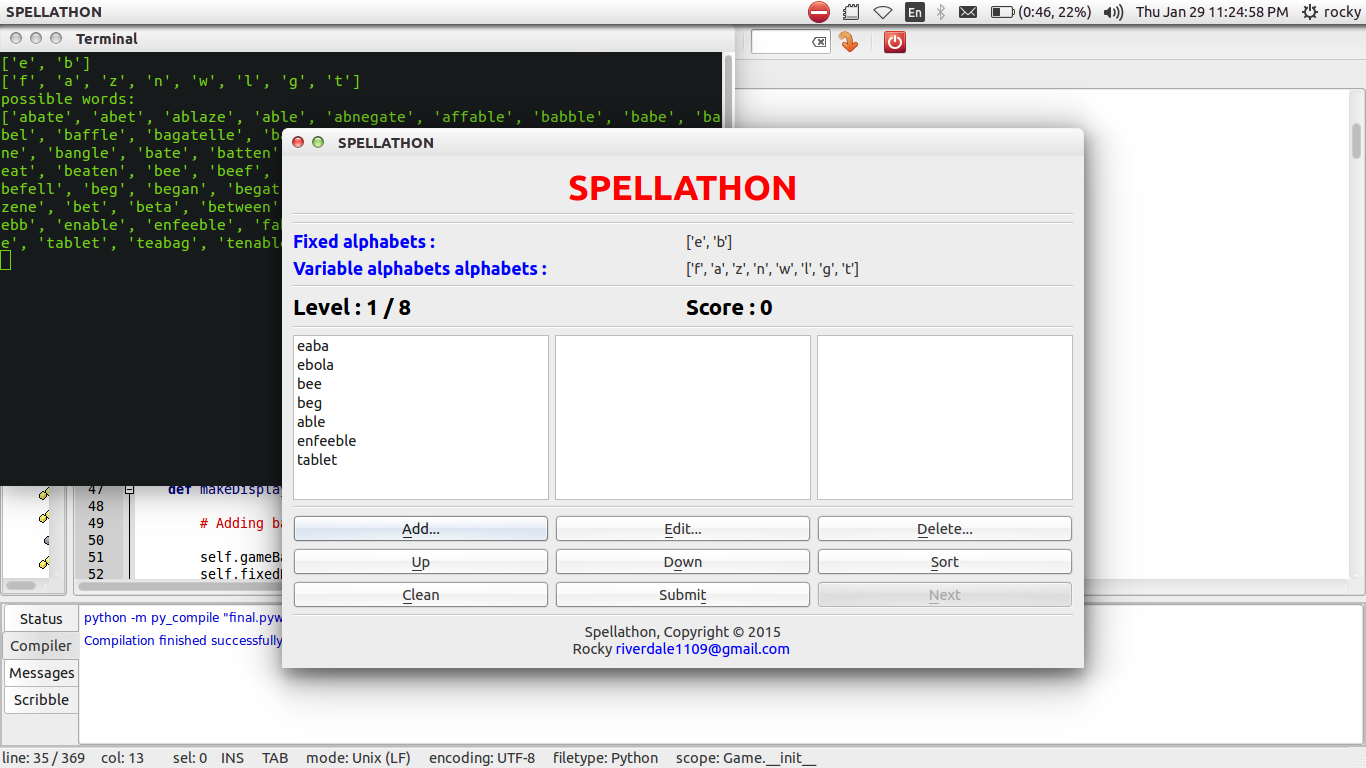 SPELLATHON
En
(0:46, 22%)
Thu Jan 29 11:24:58 PM
rocky
Terminal
['e', 'b']
['f', 'a', 'z', 'n', 'w', 'l', 'g', 't']
possible words:
['abate', 'abet', 'ablaze', 'able', 'abnegate', 'affable', 'babble', 'babe', 'ba
bel', 'baffle', 'bagatelle',
ne', 'bangle', 'bate', 'batten'
eat', 'beaten', 'bee', 'beef',
befell', 'beg', 'began', 'begat
zene', 'bet', 'beta', 'between'
ebb', 'enable', 'enfeeble',
e', 'tablet', 'teabag', 'tenable
SPELLATHON
SPELLATHON
Fixed alphabets : ['e', 'b']
Variable alphabets alphabets : ['f', 'a', 'z', 'n', 'w', 'l', 'g', 't']
Level : 1 / 8 Score : 0
eaba
ebola
bee
beg
able
enfeeble
tablet
Add... Edit... Delete...
Up Down Sort
Clean Submit Next
Spellathon, Copyright © 2015
Rocky riverdale1109@gmail.com
47 def makeDisplay
48
49 # Adding ba
50
51 self.gameBa
52 self.fixed
Status
Compiler
Messages
Scribble
python -m py_compile "final.pyw
Compilation finished successfully
line: 35 / 369 col: 13 sel: 0 INS TAB mode: Unix (LF) encoding: UTF-8 filetype: Python scope: Game.__init__